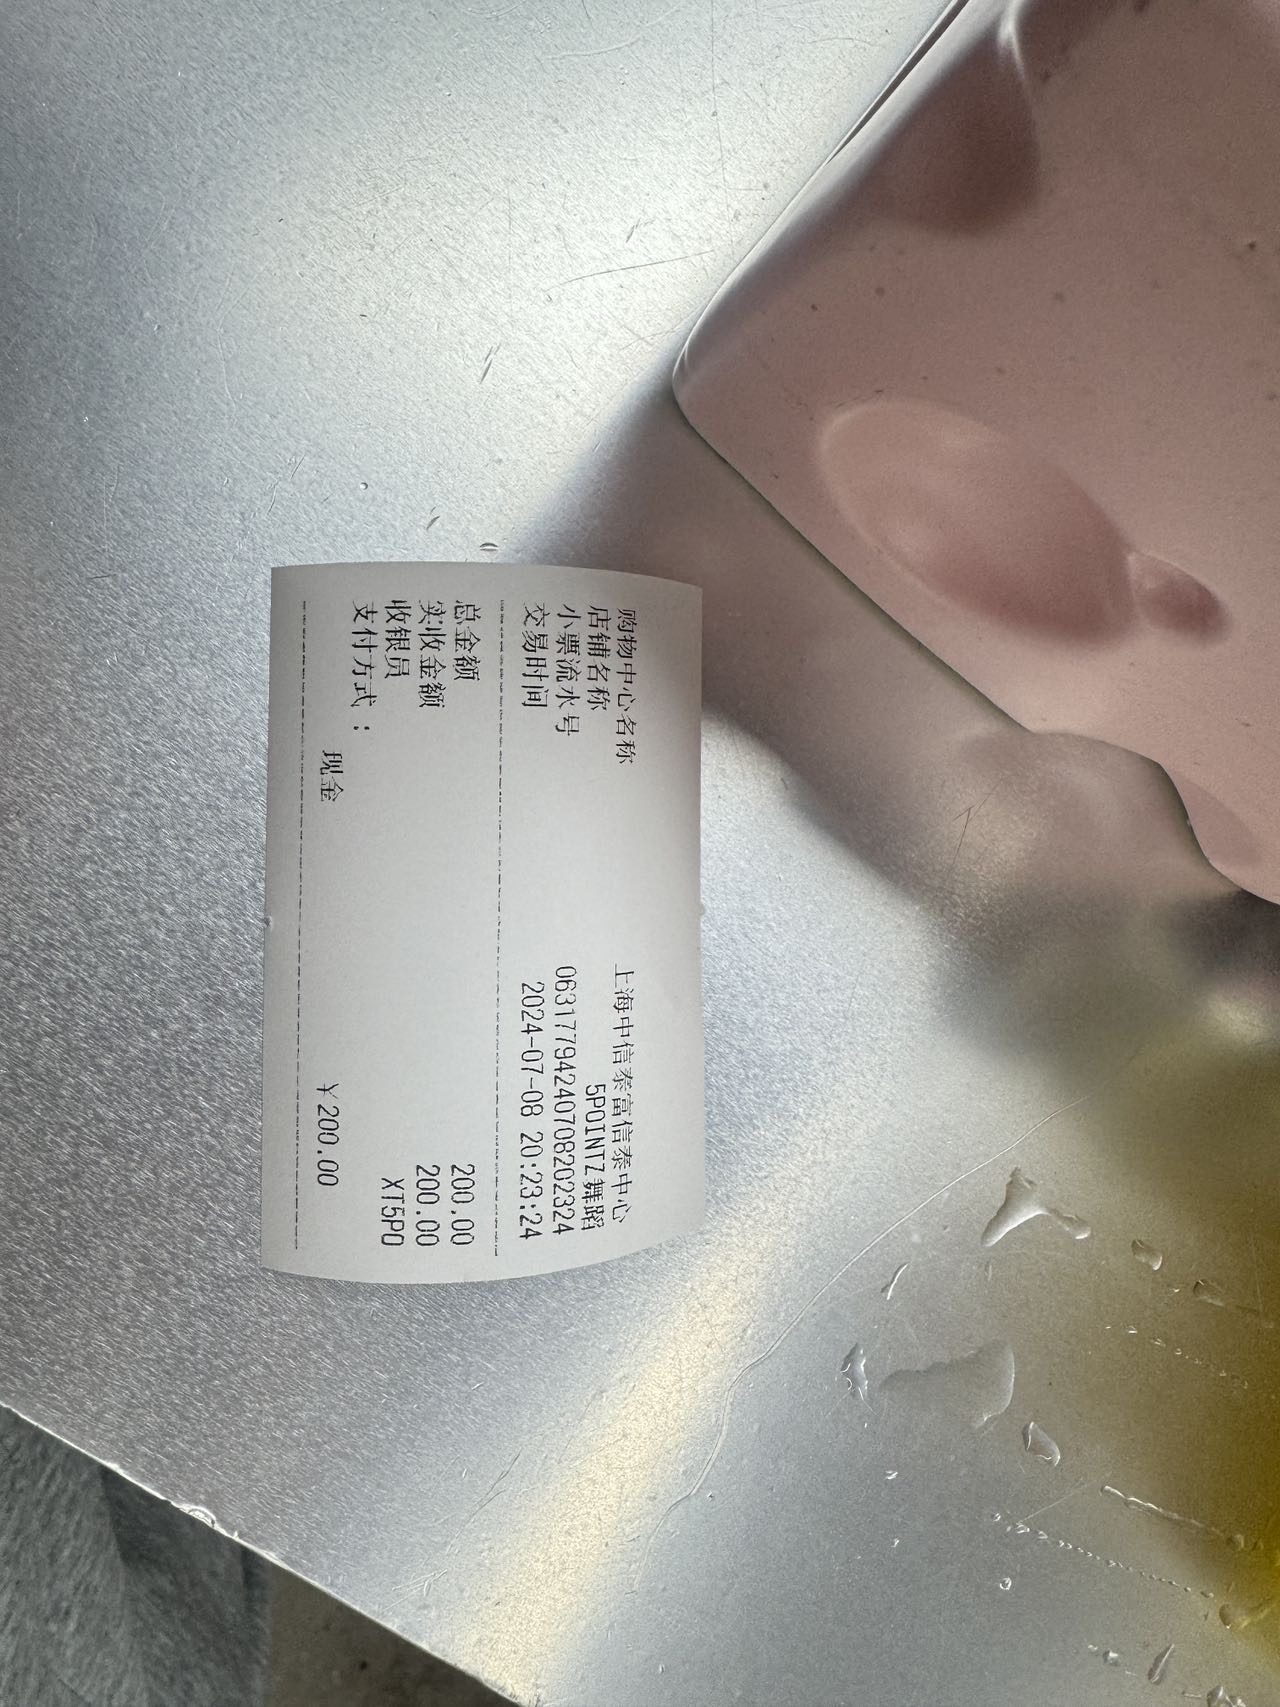 购物中心名称 上海中信泰富信泰中心
店铺名称 5POINTZ舞蹈
小票流水号 06317794240708202324
交易时间 2024-07-08 20:23:24
总金额 200.00
实收金额 200.00
收银员 XT5PO
支付方式：
现金 ￥200.00